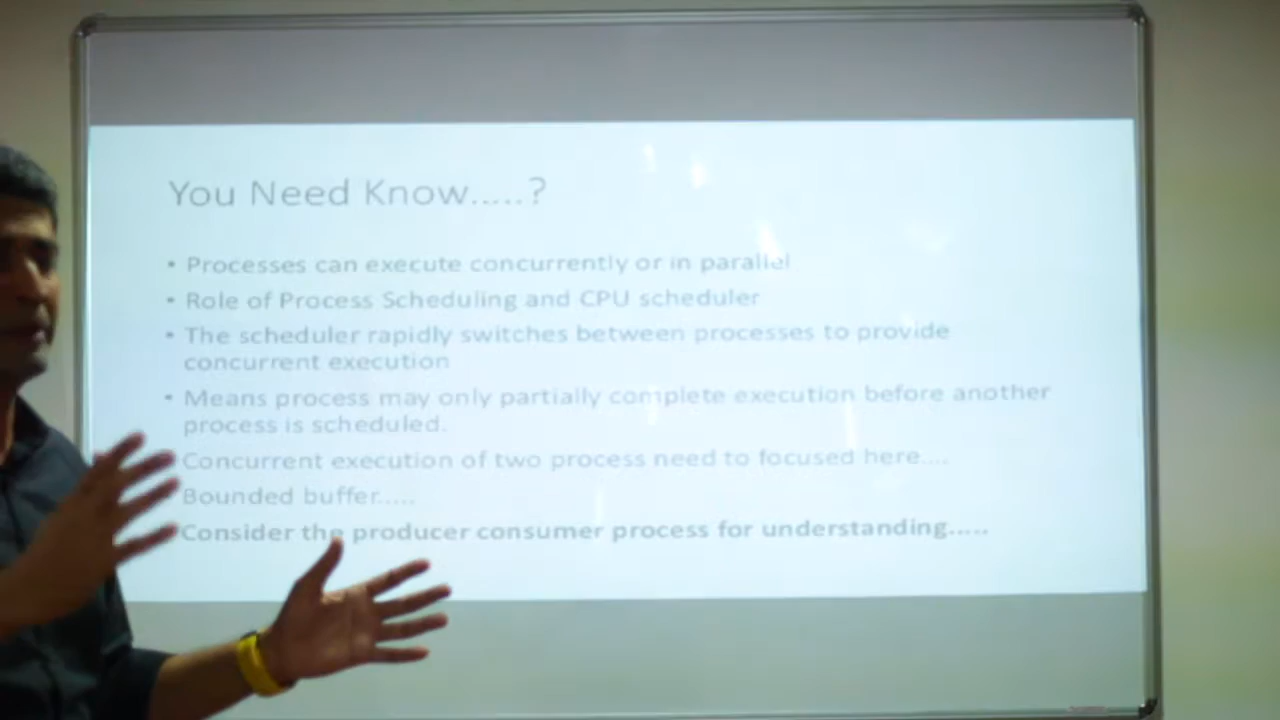 You Need Know.....?
• Processes can execute concurrently or in parallel
• Role of Process Scheduling and CPU scheduler
• The scheduler rapidly switches between processes to provide
concurrent execution
• Means process may only partially complete execution before another
process is scheduled.
Concurrent execution of two process need to focused here....
Bounded buffer.....
Consider the producer consumer process for understanding.....